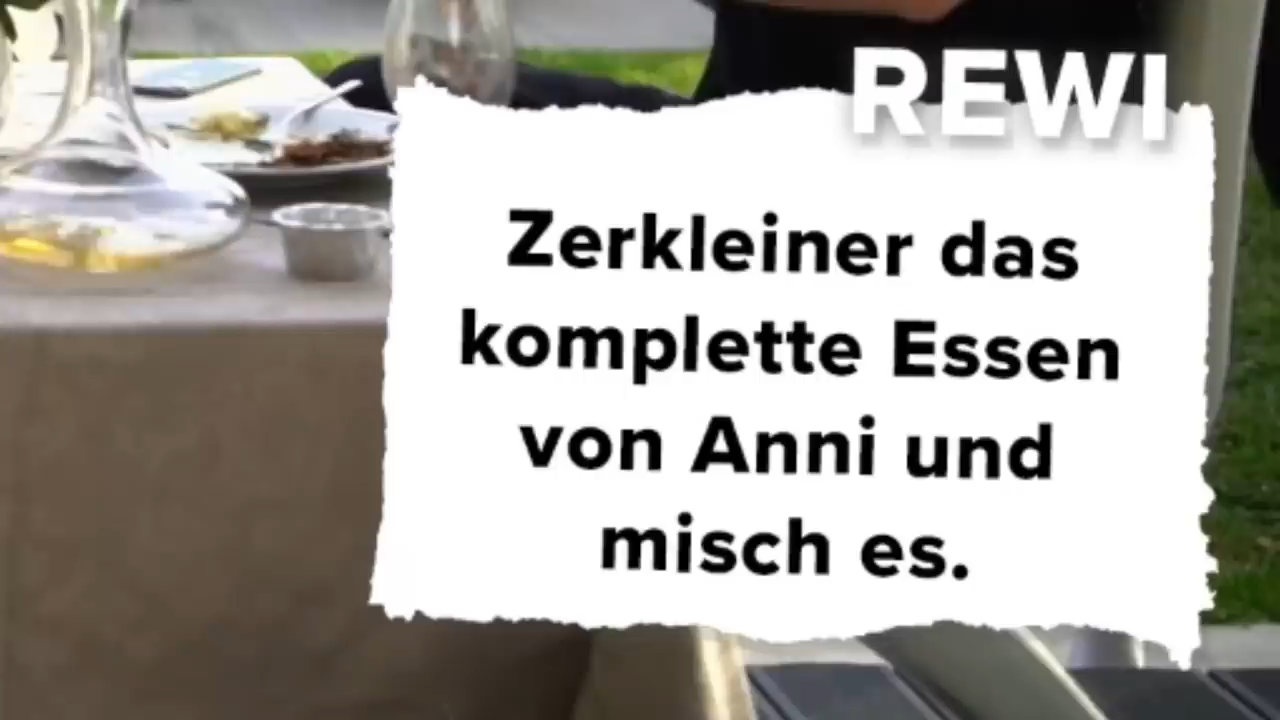 REWI
Zerkleiner das
komplette Essen
von Anni und
misch es.